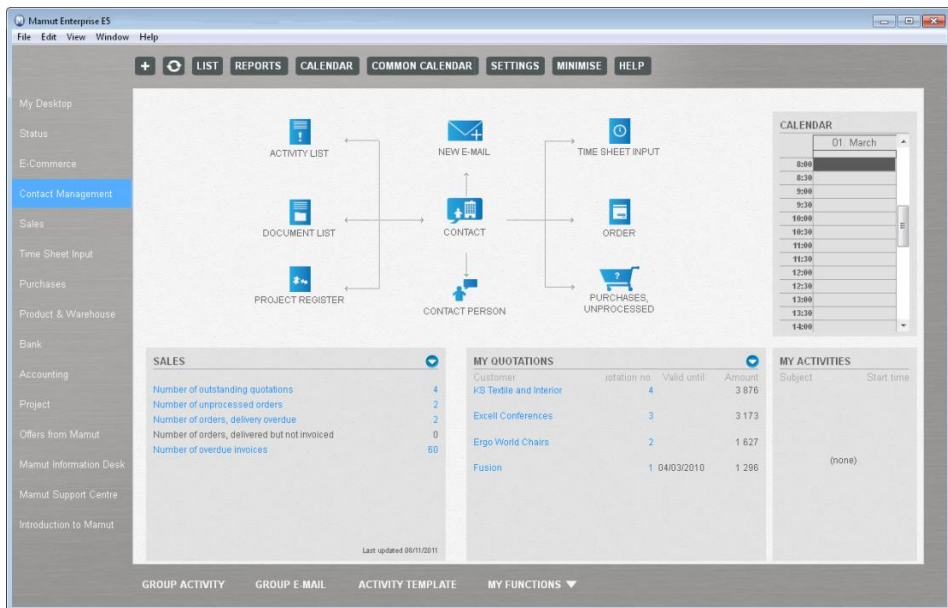 Mamut Enterprise E5
File Edit View Window Help
+ LIST REPORTS CALENDAR COMMON CALENDAR SETTINGS MINIMISE HELP
My Desktop
Status
E-Commerce
Contact Management
Sales
Time Sheet Input
Purchases
Product & Warehouse
Bank
Accounting
Project
Offers from Mamut
Mamut Information Desk
Mamut Support Centre
Introduction to Mamut
ACTIVITY LIST
NEW E-MAIL
TIME SHEET INPUT
DOCUMENT LIST
CONTACT
ORDER
PROJECT REGISTER
CONTACT PERSON
PURCHASES,
UNPROCESSED
CALENDAR
01. March
8:00
8:30
9:00
9:30
10:00
10:30
11:00
11:30
12:00
12:30
13:00
13:30
14:00
SALES
Number of outstanding quotations 4
Number of unprocessed orders 2
Number of orders, delivery overdue 2
Number of orders, delivered but not invoiced 0
Number of overdue invoices 60
Last updated 06/11/2011
MY QUOTATIONS
Customer otation no Valid until Amount
KS Textile and Interior 4 3 876
Excell Conferences 3 3 173
Ergo World Chairs 2 1 627
Fusion 1 04/03/2010 1 296
MY ACTIVITIES
Subject Start time
(none)
GROUP ACTIVITY GROUP E-MAIL ACTIVITY TEMPLATE MY FUNCTIONS